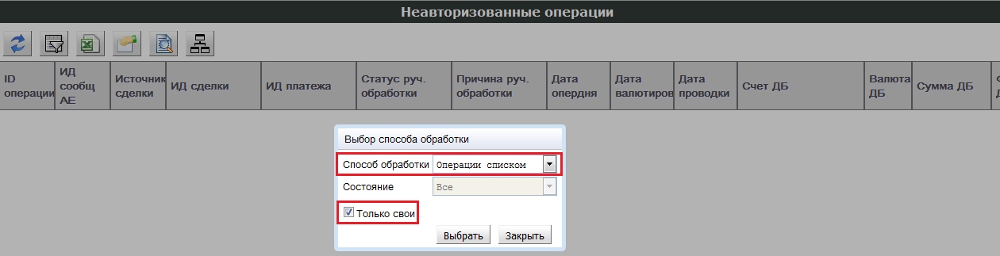 Неавторизованные операции
ID операции
ИД сообщ АЕ
Источник сделки
ИД сделки
ИД платежа
Статус руч. обработки
Причина руч. обработки
Дата опердня
Дата валютиров
Дата проводки
Счет ДБ
Валюта ДБ
Сумма ДБ
Выбор способа обработки
Способ обработки Операции списком
Состояние Все
Только свои
Выбрать Закрыть